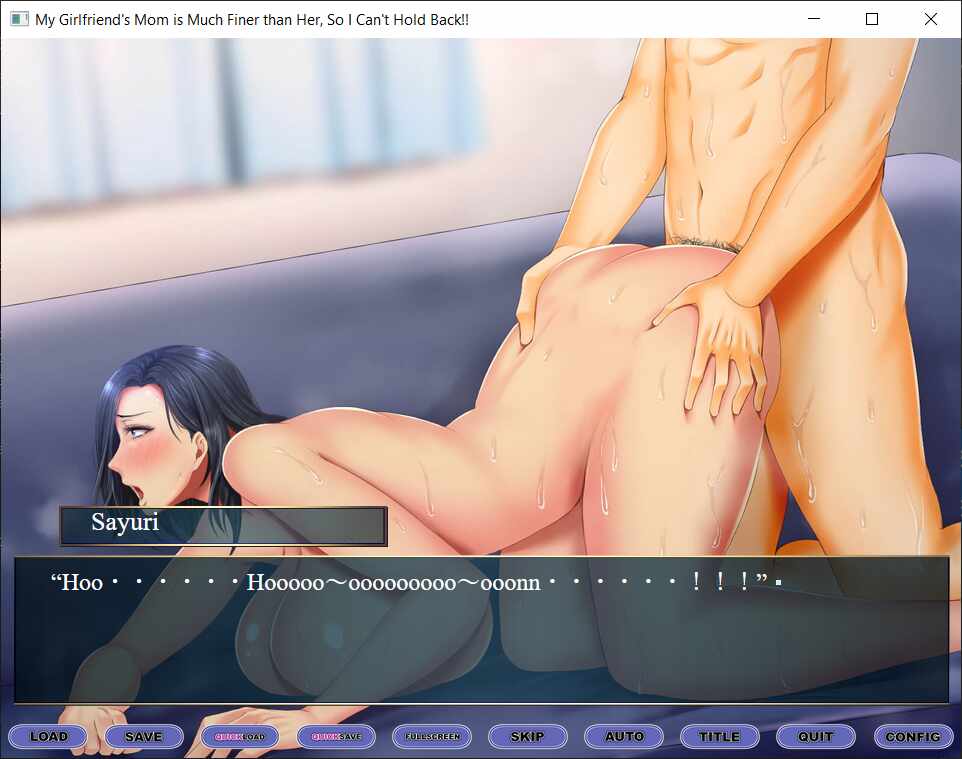 My Girlfriend's Mom is Much Finer than Her, So I Can't Hold Back!!
Sayuri
“Hoo・・・・・・Hooooo～ooooooooo～ooonn・・・・・・！！！”
LOAD SAVE QUICKLOAD QUICKSAVE FULLSCREEN SKIP AUTO TITLE QUIT CONFIG